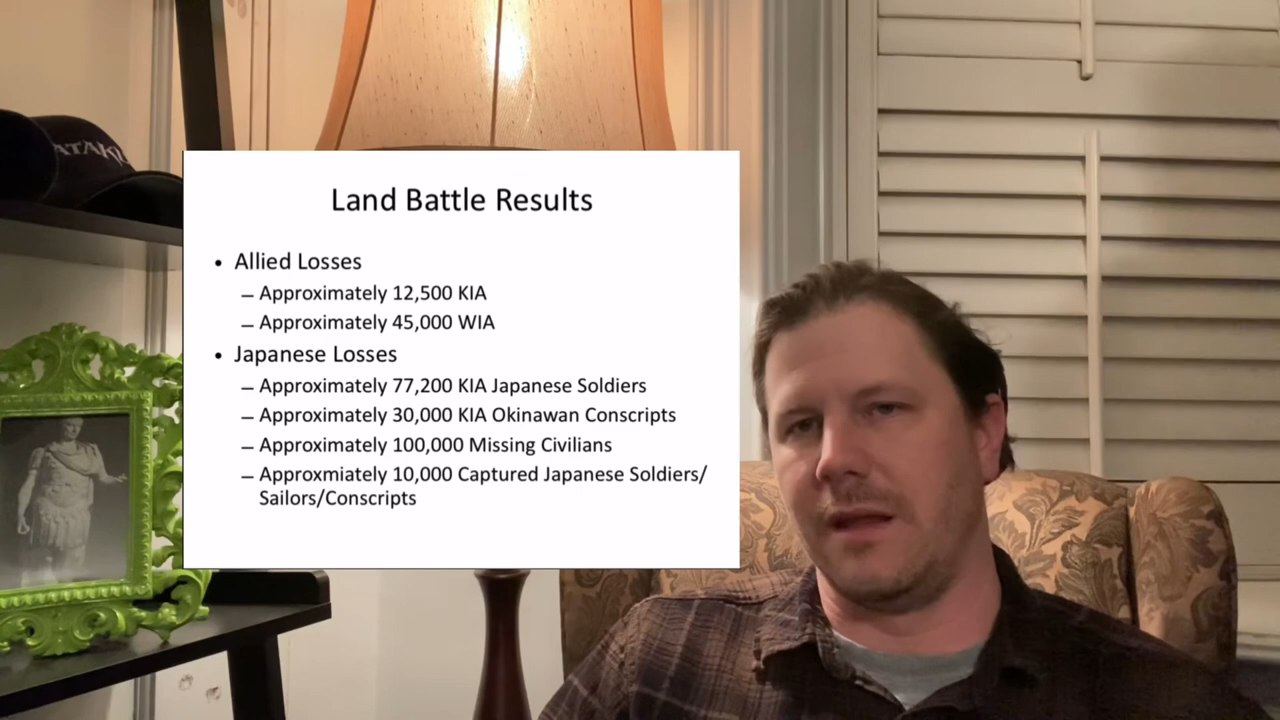 ATAKU
Land Battle Results
• Allied Losses
– Approximately 12,500 KIA
– Approximately 45,000 WIA
• Japanese Losses
– Approximately 77,200 KIA Japanese Soldiers
– Approximately 30,000 KIA Okinawan Conscripts
– Approximately 100,000 Missing Civilians
– Approxmiately 10,000 Captured Japanese Soldiers/
Sailors/Conscripts